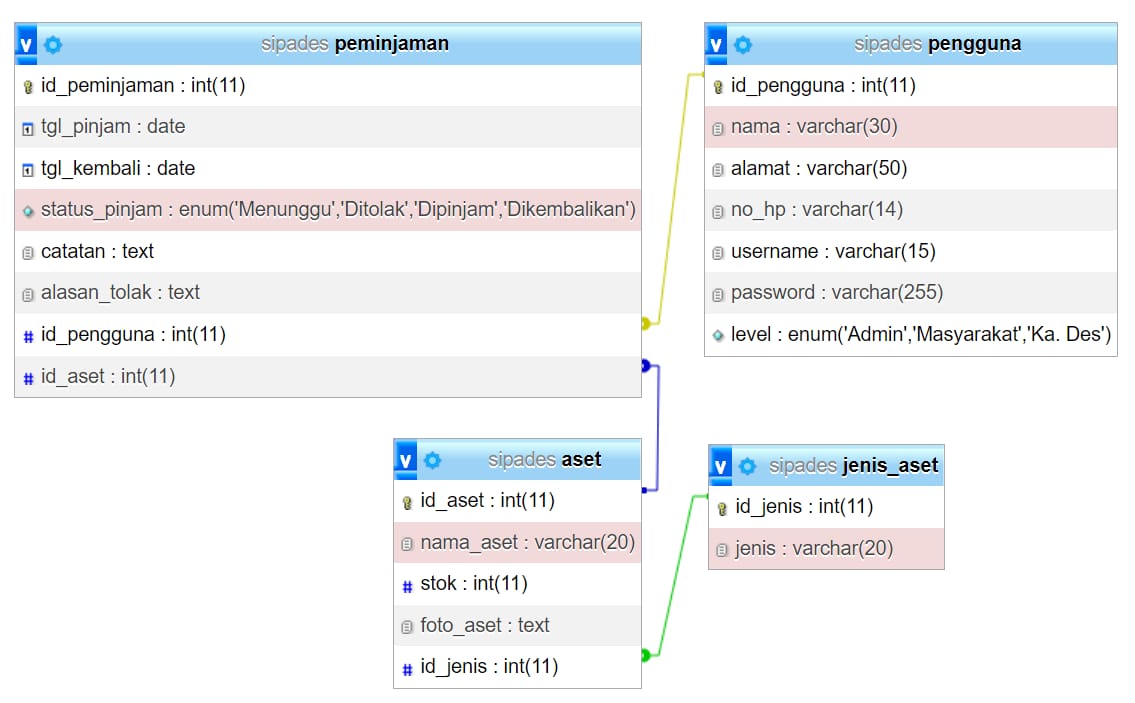 v sipades peminjaman
id_peminjaman : int(11)
tgl_pinjam : date
tgl_kembali : date
status_pinjam : enum('Menunggu','Ditolak','Dipinjam','Dikembalikan')
catatan : text
alasan_tolak : text
# id_pengguna : int(11)
# id_aset : int(11)
v sipades pengguna
id_pengguna : int(11)
nama : varchar(30)
alamat : varchar(50)
no_hp : varchar(14)
username : varchar(15)
password : varchar(255)
level : enum('Admin','Masyarakat','Ka. Des')
v sipades aset
id_aset : int(11)
nama_aset : varchar(20)
# stok : int(11)
foto_aset : text
# id_jenis : int(11)
v sipades jenis_aset
id_jenis : int(11)
jenis : varchar(20)